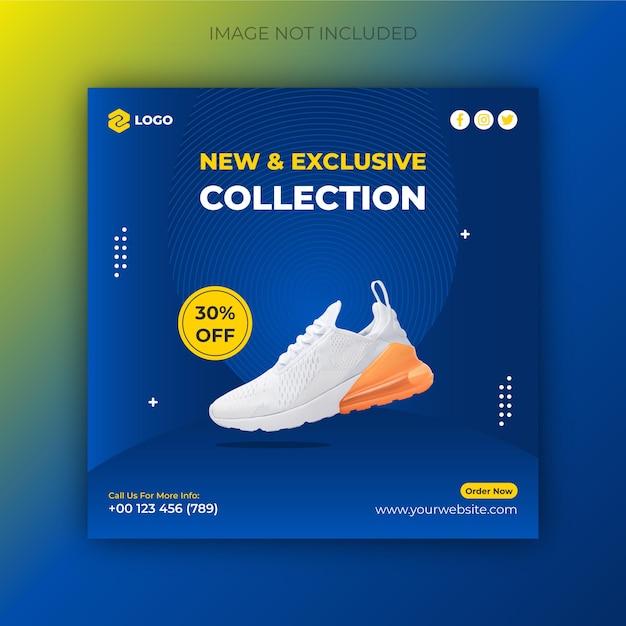 IMAGE NOT INCLUDED
LOGO
NEW & EXCLUSIVE
COLLECTION
30%
OFF
Order Now
Call Us For More Info:
+00 123 456 (789)
www.yourwebsite.com